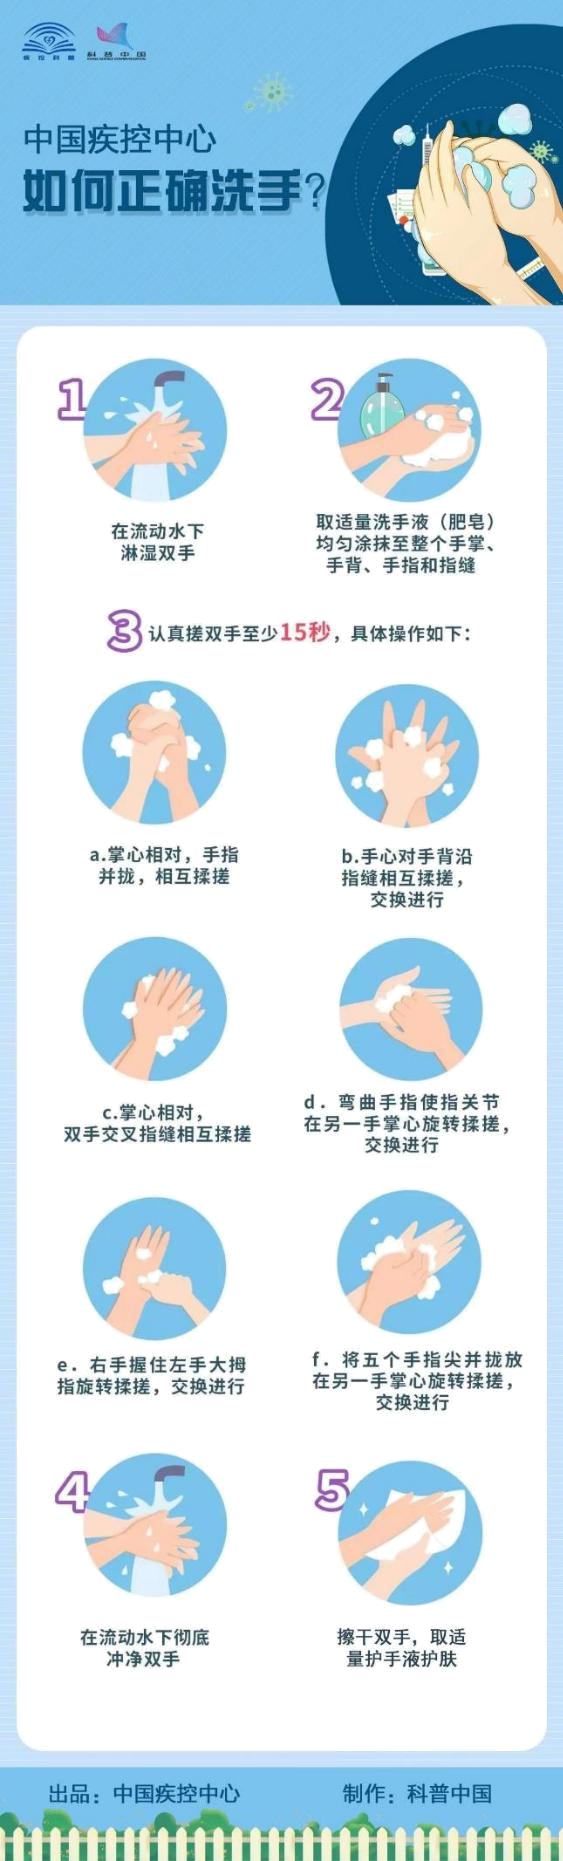 疾控科普
科普中国
中国疾控中心
如何正确洗手?
1
在流动水下
淋湿双手
2
取适量洗手液（肥皂）
均匀涂抹至整个手掌、
手背、手指和指缝
3 认真搓双手至少15秒，具体操作如下：
a.掌心相对，手指
并拢，相互揉搓
b.手心对手背沿
指缝相互揉搓，
交换进行
c.掌心相对，
双手交叉指缝相互揉搓
d．弯曲手指使指关节
在另一手掌心旋转揉搓，
交换进行
e．右手握住左手大拇
指旋转揉搓，交换进行
f．将五个手指尖并拢放
在另一手掌心旋转揉搓，
交换进行
4
在流动水下彻底
冲净双手
5
擦干双手，取适
量护手液护肤
出品：中国疾控中心
制作：科普中国